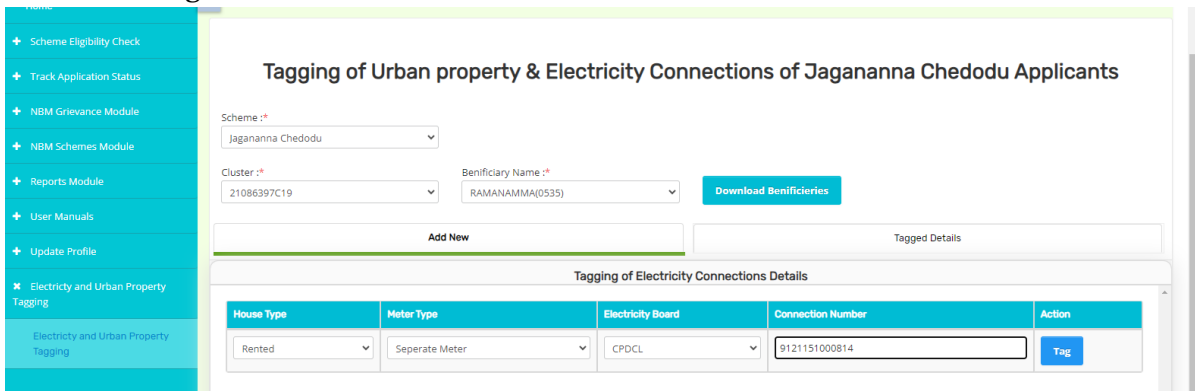 Home
Scheme Eligibility Check
Track Application Status
NBM Grievance Module
NBM Schemes Module
Reports Module
User Manuals
Update Profile
Electricty and Urban Property
Tagging
Electricty and Urban Property
Tagging
Tagging of Urban property & Electricity Connections of Jagananna Chedodu Applicants
Scheme :*
Jagananna Chedodu
Cluster :* Benificiary Name :*
21086397C19 RAMANAMMA(0535) Download Benificieries
Add New Tagged Details
Tagging of Electricity Connections Details
House Type Meter Type Electricity Board Connection Number Action
Rented Seperate Meter CPDCL 9121151000814 Tag